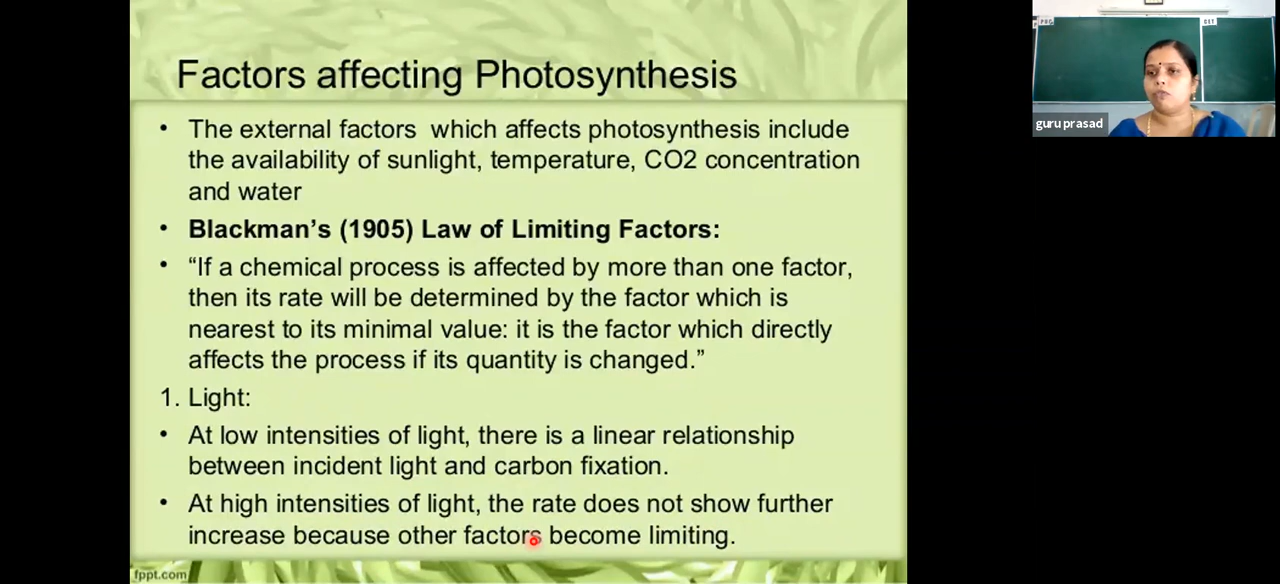 Factors affecting Photosynthesis
• The external factors which affects photosynthesis include
the availability of sunlight, temperature, CO2 concentration
and water
• Blackman's (1905) Law of Limiting Factors:
• “If a chemical process is affected by more than one factor,
then its rate will be determined by the factor which is
nearest to its minimal value: it is the factor which directly
affects the process if its quantity is changed.”
1. Light:
• At low intensities of light, there is a linear relationship
between incident light and carbon fixation.
• At high intensities of light, the rate does not show further
increase because other factors become limiting.
fppt.com
guru prasad